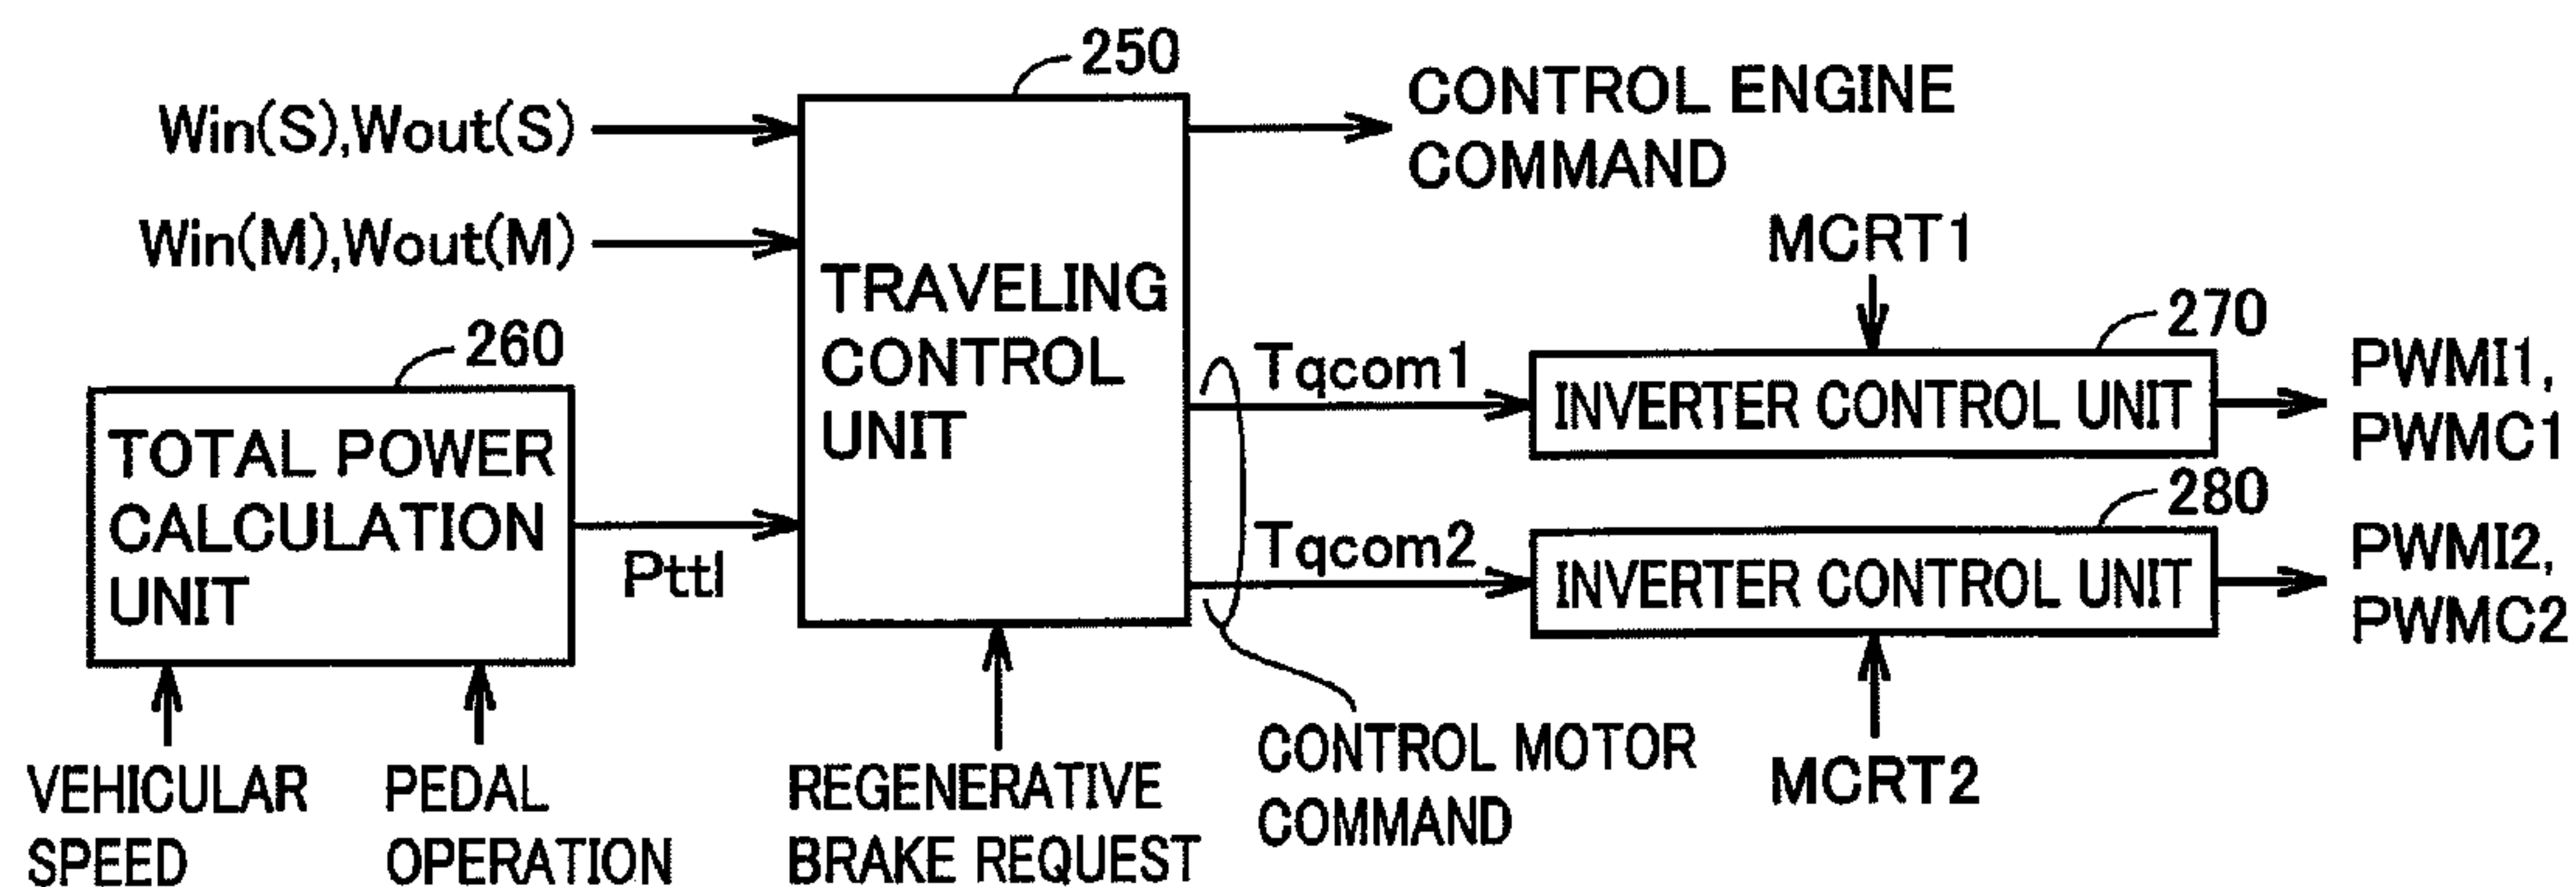 250
CONTROL ENGINE
COMMAND
Win(S),Wout(S)
Win(M),Wout(M)
TRAVELING
CONTROL
UNIT
MCRT1
260
TOTAL POWER
CALCULATION
UNIT
Pttl
Tqcom1
270
INVERTER CONTROL UNIT
PWMI1,
PWMC1
Tqcom2
280
INVERTER CONTROL UNIT
PWMI2,
PWMC2
VEHICULAR
SPEED
PEDAL
OPERATION
REGENERATIVE
BRAKE REQUEST
CONTROL MOTOR
COMMAND
MCRT2